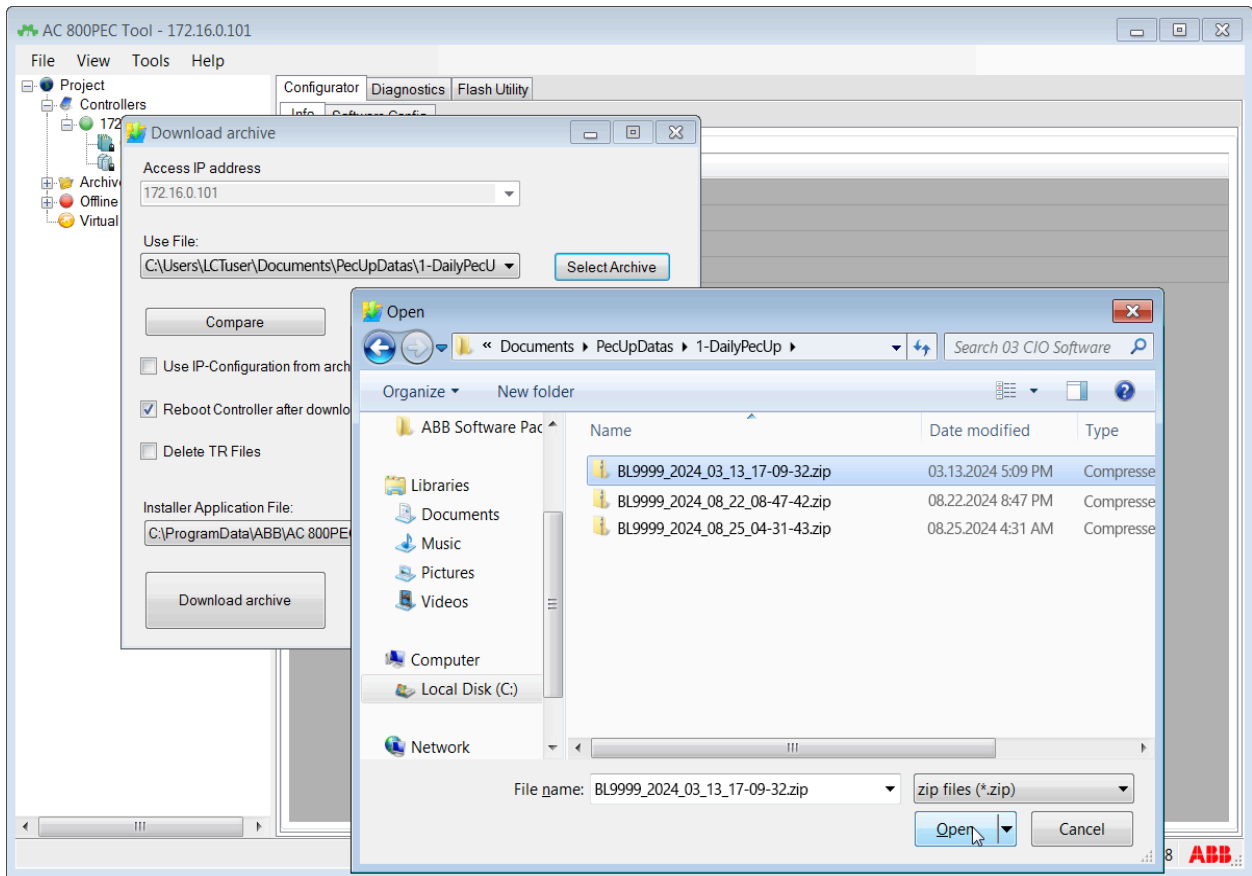 AC 800PEC Tool - 172.16.0.101
File View Tools Help
Project
Controllers
172
Archiv
Offline
Virtual
Configurator Diagnostics Flash Utility
Info Software Config
Download archive
Access IP address
172.16.0.101
Use File:
C:\Users\LCTuser\Documents\PecUpDatas\1-DailyPecU
Select Archive
Compare
Use IP-Configuration from arch
Reboot Controller after downlo
Delete TR Files
Installer Application File:
C:\ProgramData\ABB\AC 800PE
Download archive
Open
« Documents PecUpDatas 1-DailyPecUp
Search 03 CIO Software
Organize New folder
ABB Software Pac
Libraries
Documents
Music
Pictures
Videos
Computer
Local Disk (C:)
Network
Name Date modified Type
BL9999_2024_03_13_17-09-32.zip 03.13.2024 5:09 PM Compresse
BL9999_2024_08_22_08-47-42.zip 08.22.2024 8:47 PM Compresse
BL9999_2024_08_25_04-31-43.zip 08.25.2024 4:31 AM Compresse
File name: BL9999_2024_03_13_17-09-32.zip
zip files (*.zip)
Open Cancel
8 ABB